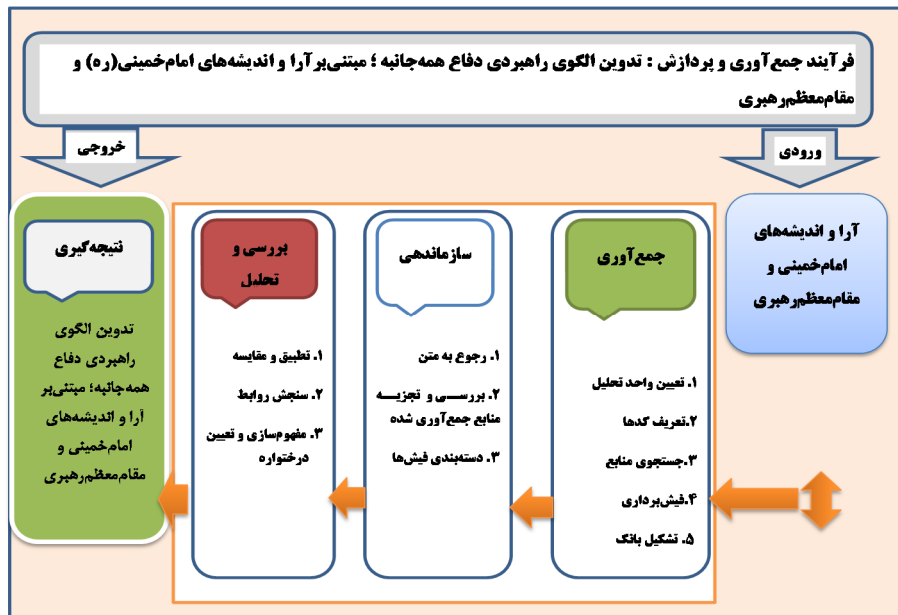 فرآیند جمع‌آوری و پردازش : تدوین الگوی راهبردی دفاع همه‌جانبه ؛ مبتنی‌برآرا و اندیشه‌های امام‌خمینی(ره) و
مقام‌معظم‌رهبری
ورودی
خروجی
آرا و اندیشه‌های
امام‌خمینی و
مقام‌معظم‌رهبری
جمع‌آوری
۱. تعیین واحد تحلیل
۲.تعریف کدها
۳.جستجوی منابع
۴.فیش‌برداری
۵. تشکیل بانک
سازماندهی
۱. رجوع به متن
۲. بررسی و تجزیه
منابع جمع‌آوری شده
۳.دسته‌بندی فیش‌ها
بررسی و
تحلیل
۱. تطبیق و مقایسه
۲. سنجش روابط
۳. مفهوم‌سازی و تعیین
درختواره
نتیجه‌گیری
تدوین الگوی
راهبردی دفاع
همه‌جانبه؛ مبتنی‌بر
آرا و اندیشه‌های
امام‌خمینی و
مقام‌معظم‌رهبری